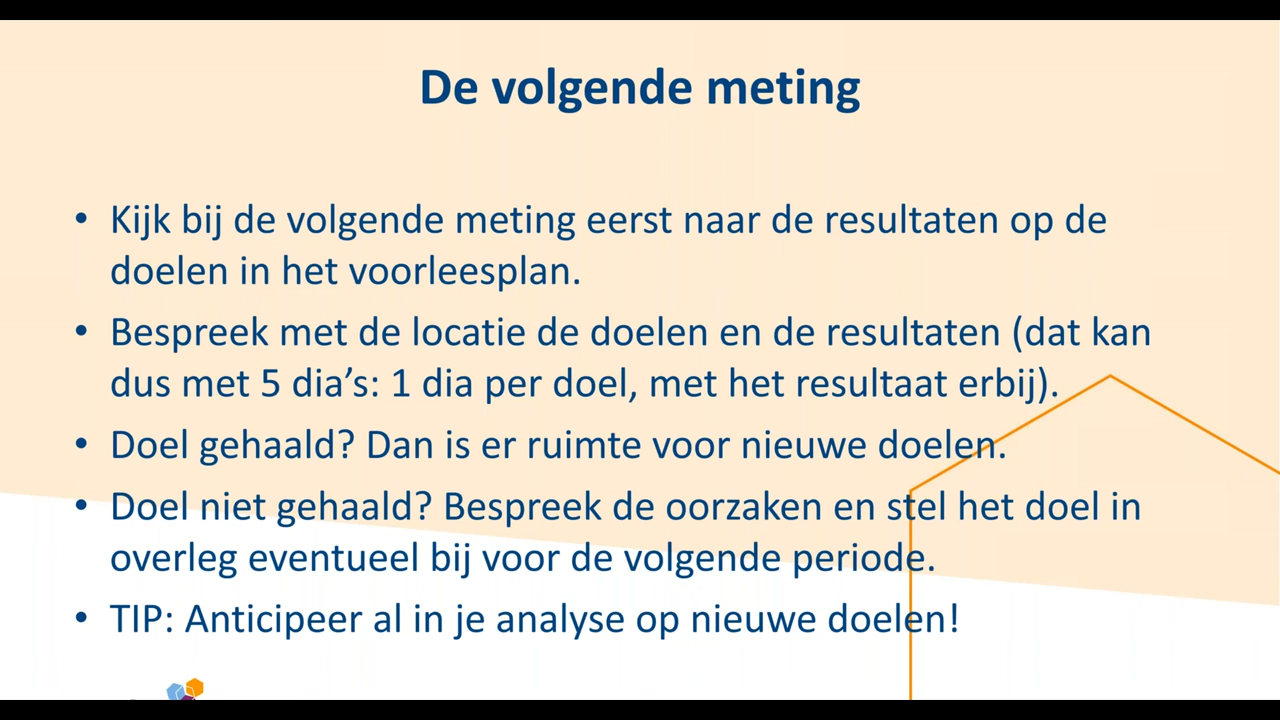 De volgende meting
• Kijk bij de volgende meting eerst naar de resultaten op de
doelen in het voorleesplan.
• Bespreek met de locatie de doelen en de resultaten (dat kan
dus met 5 dia’s: 1 dia per doel, met het resultaat erbij).
• Doel gehaald? Dan is er ruimte voor nieuwe doelen.
• Doel niet gehaald? Bespreek de oorzaken en stel het doel in
overleg eventueel bij voor de volgende periode.
• TIP: Anticipeer al in je analyse op nieuwe doelen!